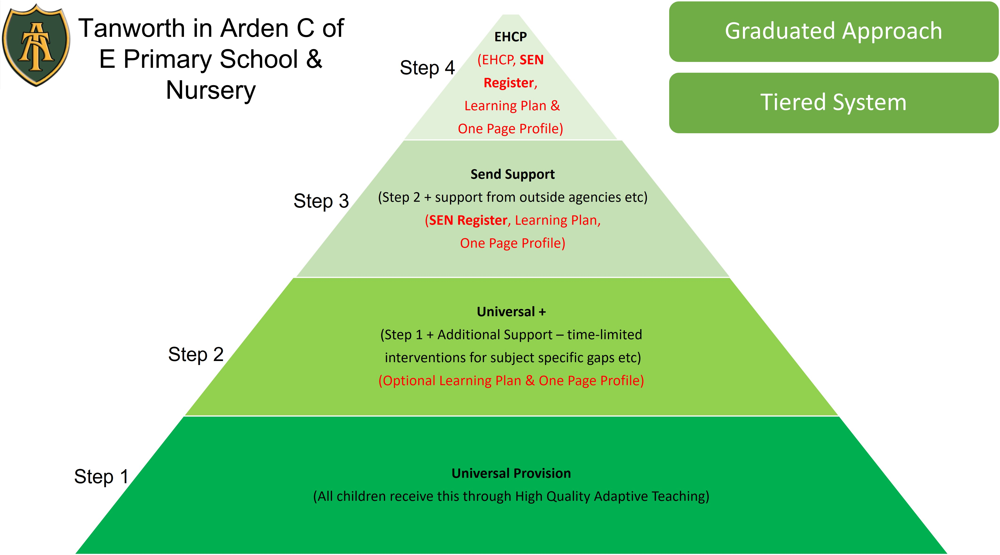 Tanworth in Arden C of
E Primary School &
Nursery
Graduated Approach
Tiered System
Step 4
EHCP
(EHCP, SEN
Register,
Learning Plan &
One Page Profile)
Step 3
Send Support
(Step 2 + support from outside agencies etc)
(SEN Register, Learning Plan,
One Page Profile)
Step 2
Universal +
(Step 1 + Additional Support – time-limited
interventions for subject specific gaps etc)
(Optional Learning Plan & One Page Profile)
Step 1
Universal Provision
(All children receive this through High Quality Adaptive Teaching)